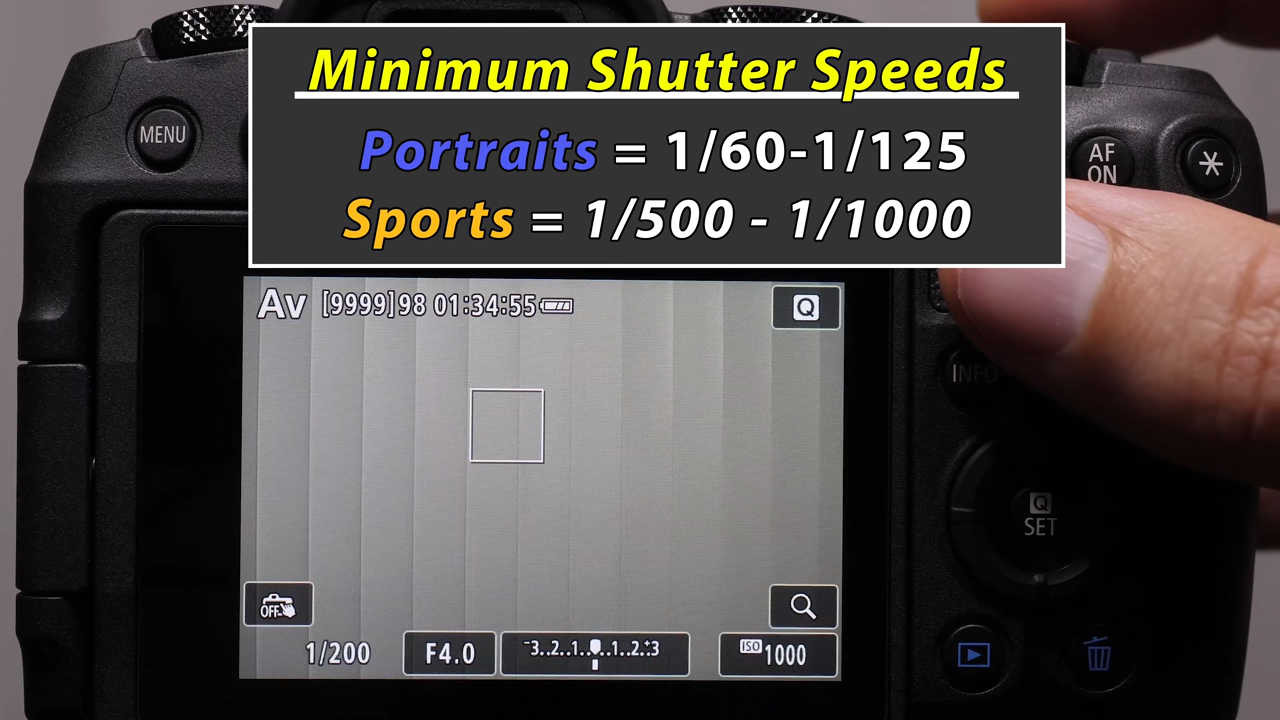 Minimum Shutter Speeds
Portraits = 1/60-1/125
Sports = 1/500 - 1/1000
MENU
AF
ON
*
Av [9999]98 01:34:55
Q
INFO
Q
SET
OFF
1/200
F4.0
-3..2..1.. ..1..2..+3
ISO 1000